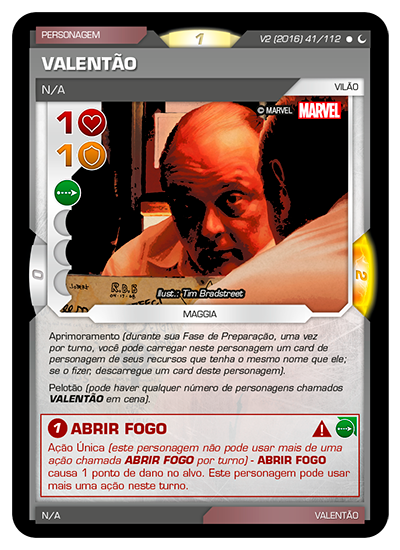 PERSONAGEM
1
V2 (2016) 41/112
VALENTÃO
N/A
VILÃO
© MARVEL MARVEL
1
1
0
2
R.D.S
Illust.: Tim Bradstreet
MAGGIA
Aprimoramento (durante sua Fase de Preparação, uma vez
por turno, você pode carregar neste personagem um card de
personagem de seus recursos que tenha o mesmo nome que ele;
se o fizer, descarregue um card deste personagem).
Pelotão (pode haver qualquer número de personagens chamados
VALENTÃO em cena).
1 ABRIR FOGO
Ação Única (este personagem não pode usar mais de uma
ação chamada ABRIR FOGO por turno) - ABRIR FOGO
causa 1 ponto de dano no alvo. Este personagem pode usar
mais uma ação neste turno.
N/A
VALENTÃO